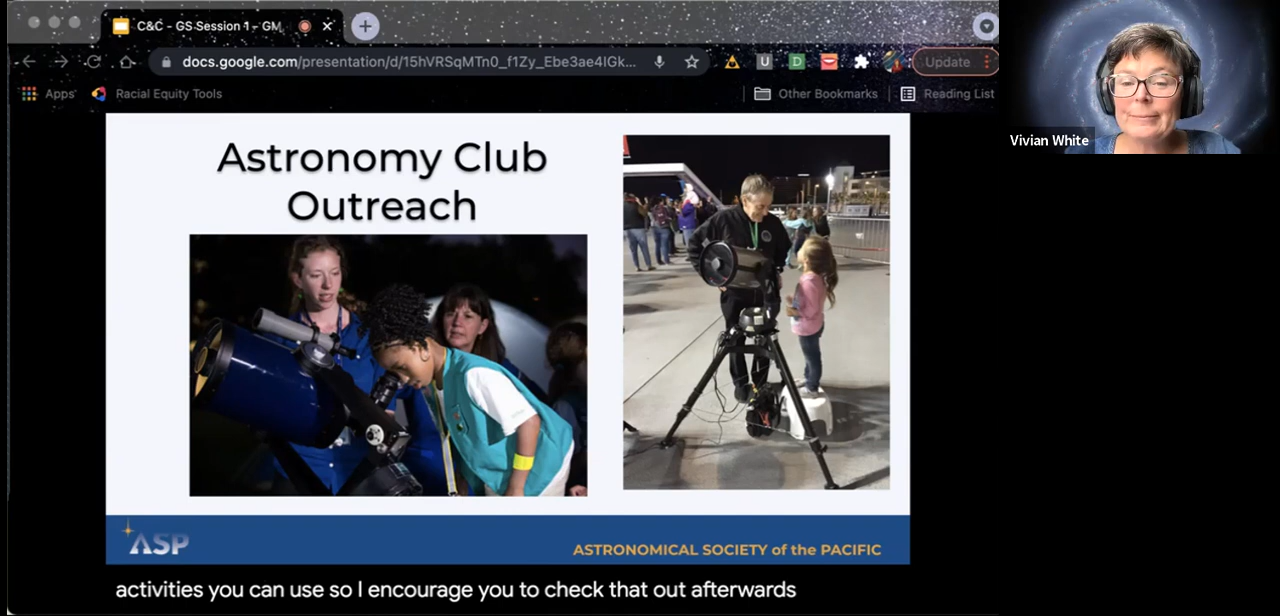 C&C - GS Session 1 - GM
docs.google.com/presentation/d/15hVRSqMTn0_f1Zy_Ebe3ae4IGk...
U
D
Update
Apps
Racial Equity Tools
Other Bookmarks
Reading List
Vivian White
Astronomy Club
Outreach
ASP
ASTRONOMICAL SOCIETY of the PACIFIC
activities you can use so I encourage you to check that out afterwards